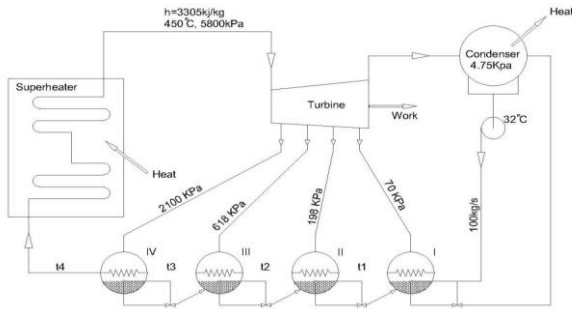 h=3305kj/kg
450°C, 5800kPa
Heat
Condenser
4.75Kpa
Superheater
Turbine
Work
32°C
Heat
2100 KPa
618 KPa
198 KPa
70 KPa
100kg/s
IV
III
II
I
t4
t3
t2
t1